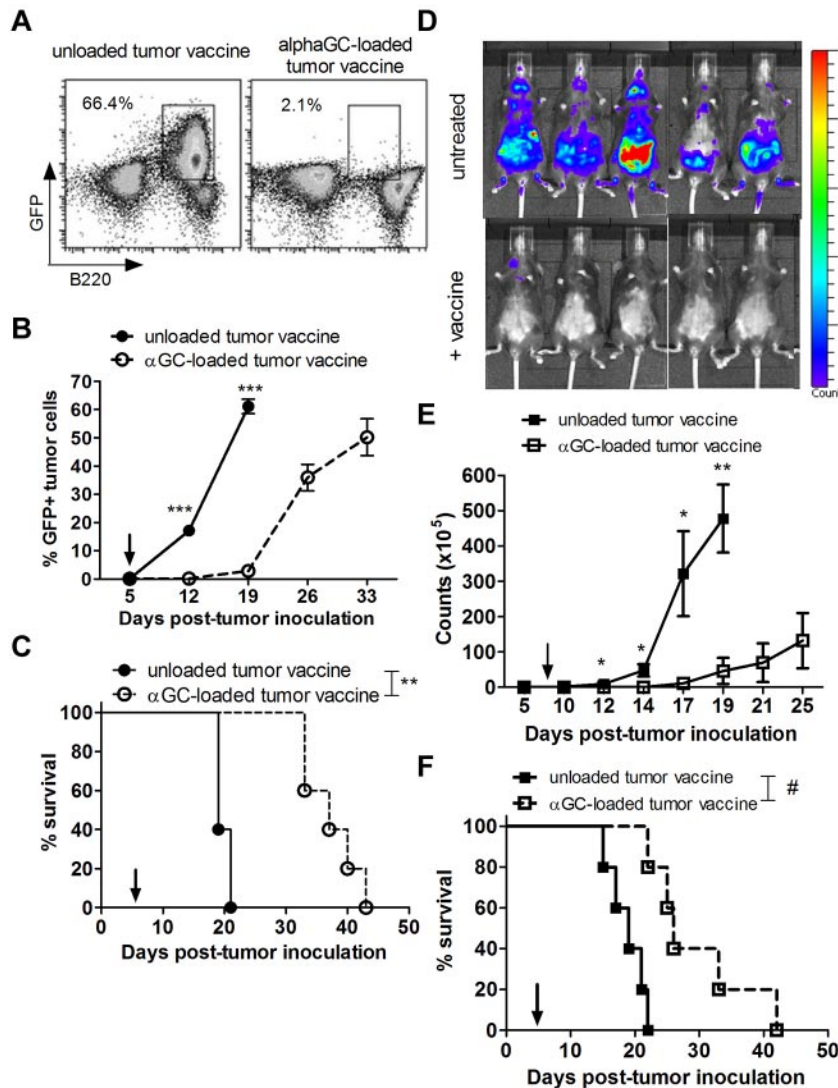 A
unloaded tumor vaccine
alphaGC-loaded
tumor vaccine
66.4%
2.1%
GFP
B220
B
unloaded tumor vaccine
αGC-loaded tumor vaccine
% GFP+ tumor cells
70
60
50
40
30
20
10
0
***
***
5 12 19 26 33
Days post-tumor inoculation
C
unloaded tumor vaccine
αGC-loaded tumor vaccine
**
% survival
100
80
60
40
20
0
0 10 20 30 40 50
Days post-tumor inoculation
D
untreated
+ vaccine
Coun
E
unloaded tumor vaccine
αGC-loaded tumor vaccine
Counts (x10⁵)
600
500
400
300
200
100
0
*
*
*
**
5 10 12 14 17 19 21 25
Days post-tumor inoculation
F
unloaded tumor vaccine
αGC-loaded tumor vaccine
#
% survival
100
80
60
40
20
0
0 10 20 30 40 50
Days post-tumor inoculation